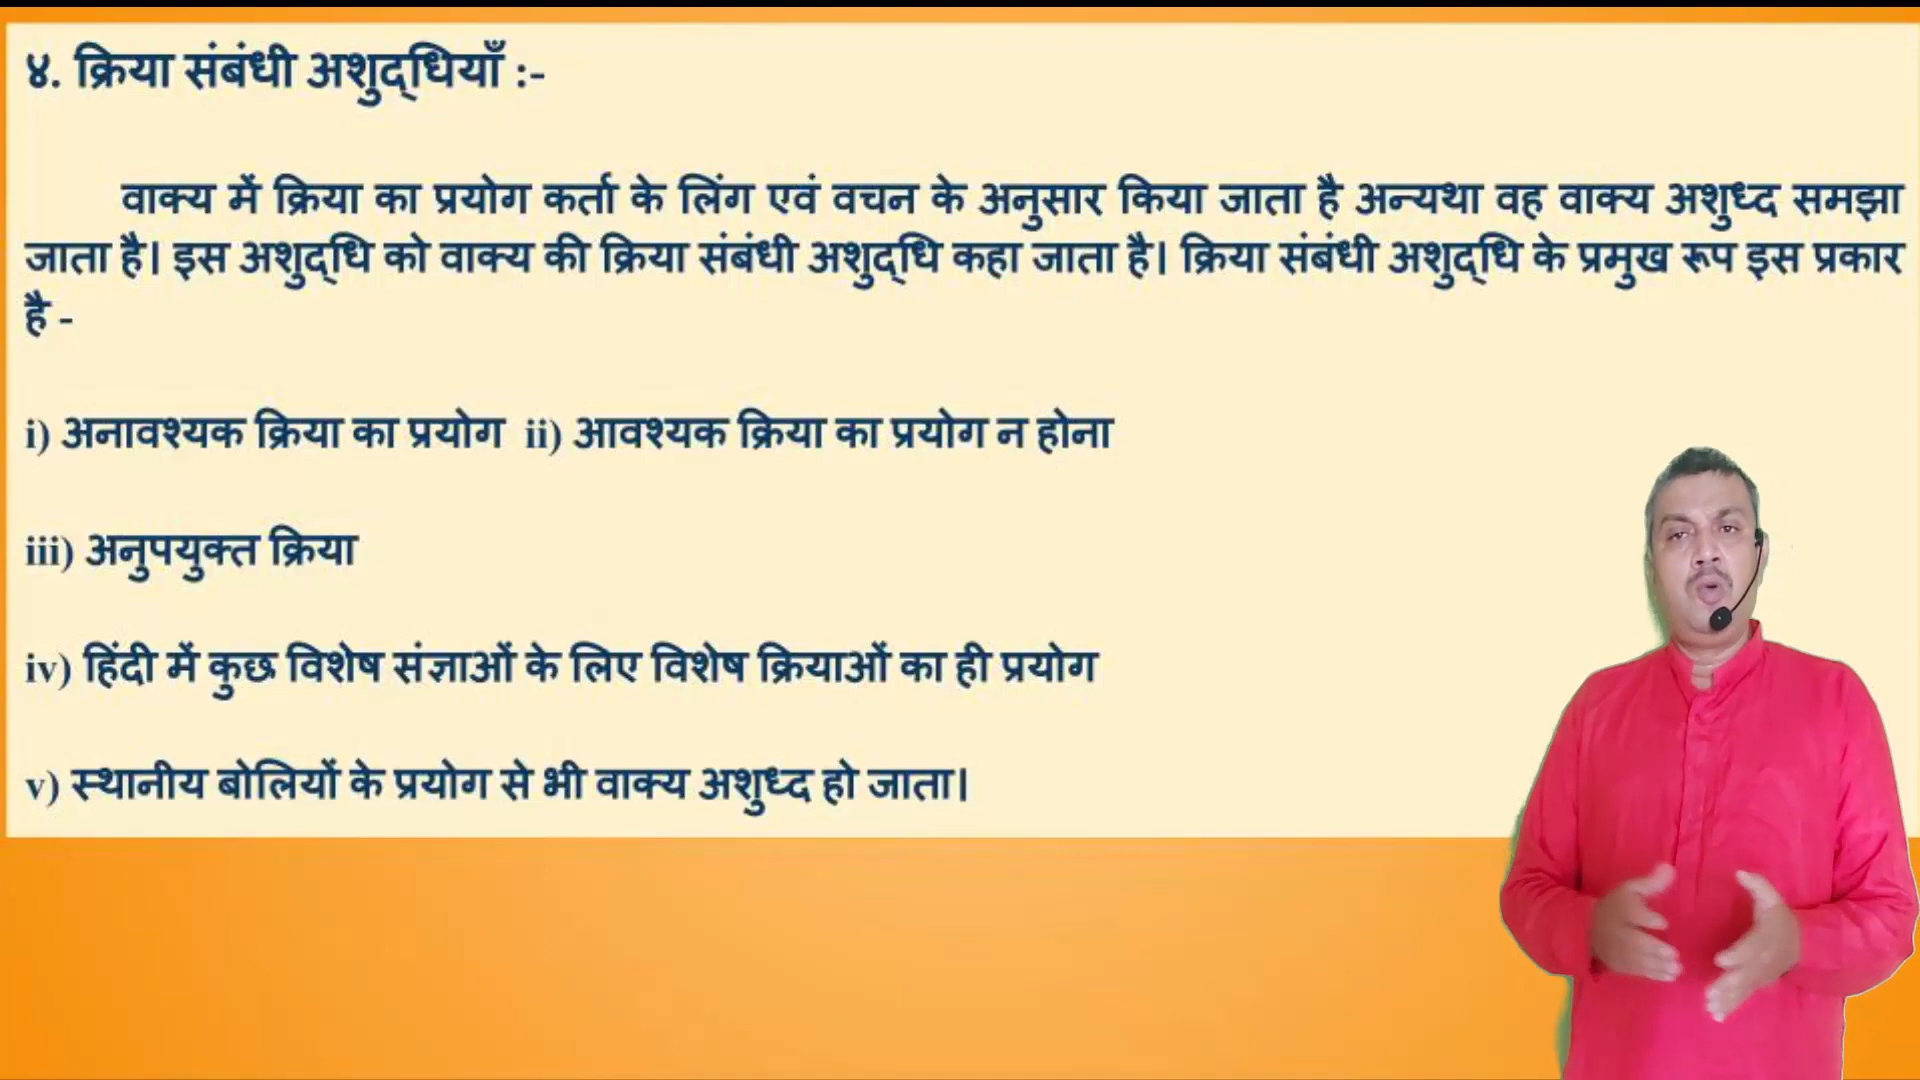 ४. क्रिया संबंधी अशुद्‌धियाँ :-
वाक्य में क्रिया का प्रयोग कर्ता के लिंग एवं वचन के अनुसार किया जाता है अन्यथा वह वाक्य अशुध्द समझा
जाता है। इस अशुद्‌धि को वाक्य की क्रिया संबंधी अशुद्‌धि कहा जाता है। क्रिया संबंधी अशुद्‌धि के प्रमुख रूप इस प्रकार
है -
i) अनावश्यक क्रिया का प्रयोग ii) आवश्यक क्रिया का प्रयोग न होना
iii) अनुपयुक्त क्रिया
iv) हिंदी में कुछ विशेष संज्ञाओं के लिए विशेष क्रियाओं का ही प्रयोग
v) स्थानीय बोलियों के प्रयोग से भी वाक्य अशुध्द हो जाता।